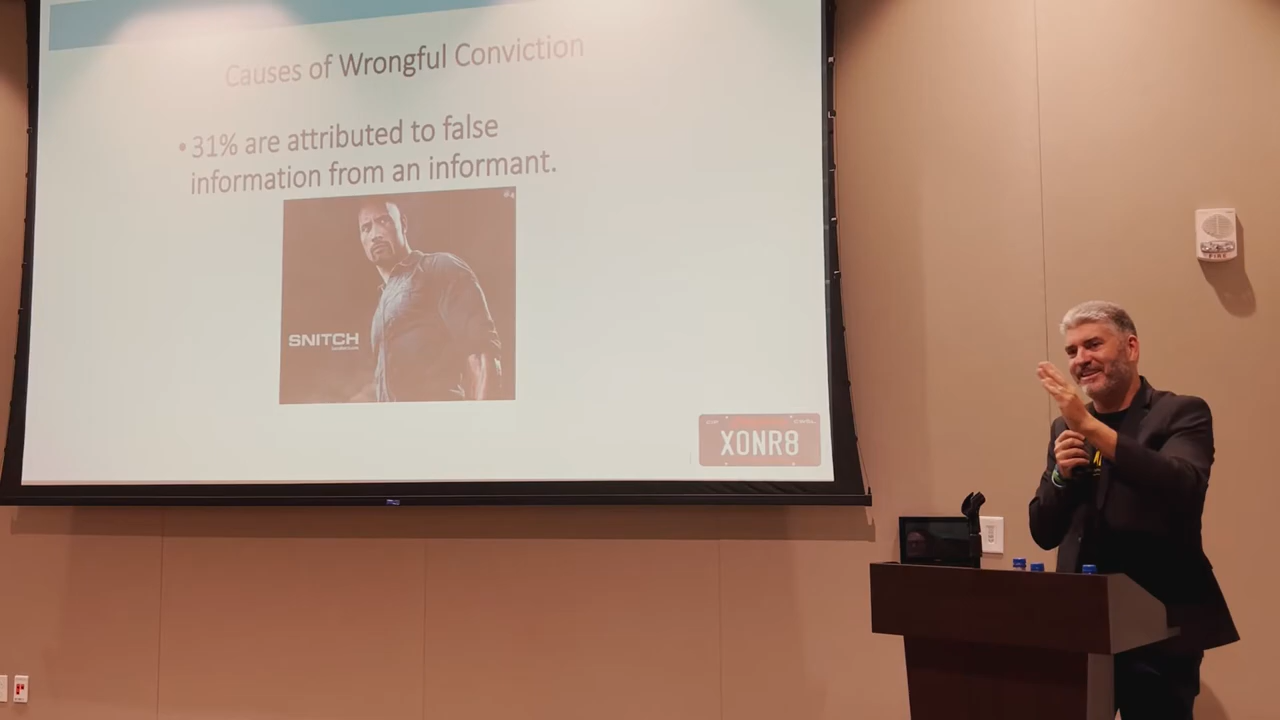 Causes of Wrongful Conviction
• 31% are attributed to false
information from an informant.
SNITCH
XONR8
FIRE